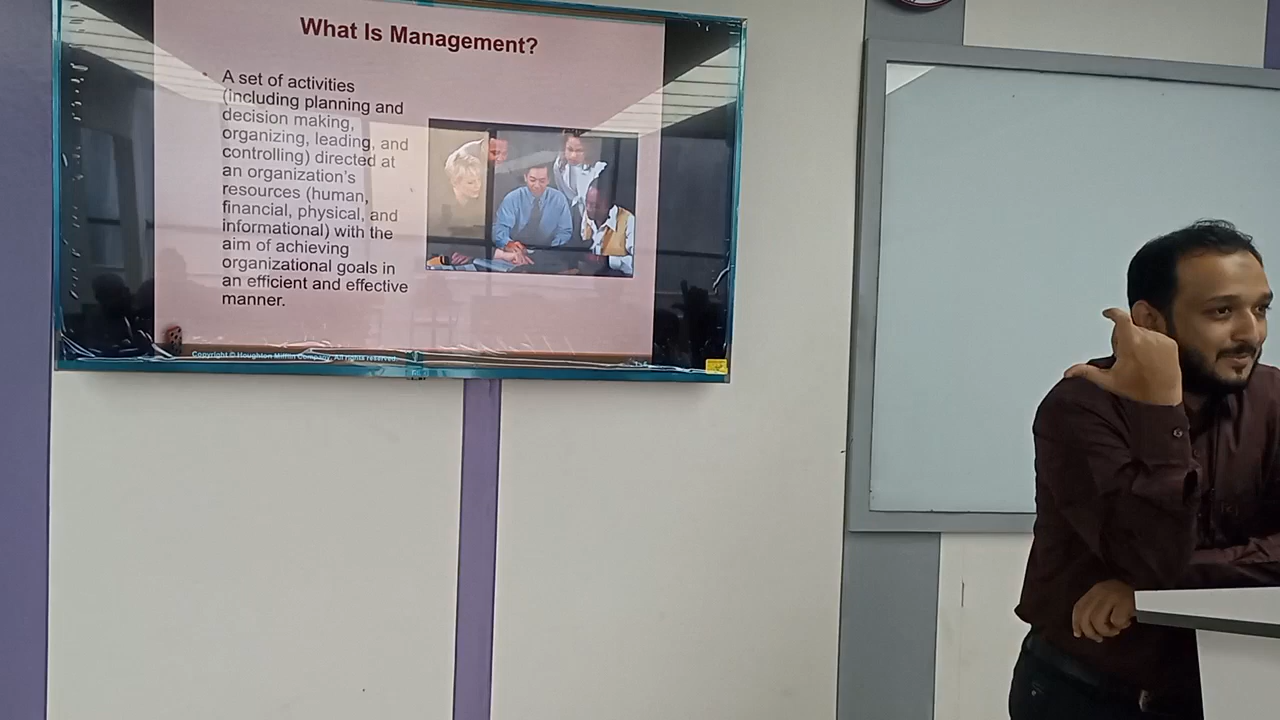 What Is Management?
A set of activities
(including planning and
decision making,
organizing, leading, and
controlling) directed at
an organization's
resources (human,
financial, physical, and
informational) with the
aim of achieving
organizational goals in
an efficient and effective
manner.
Copyright © Houghton Mifflin Company. All rights reserved.